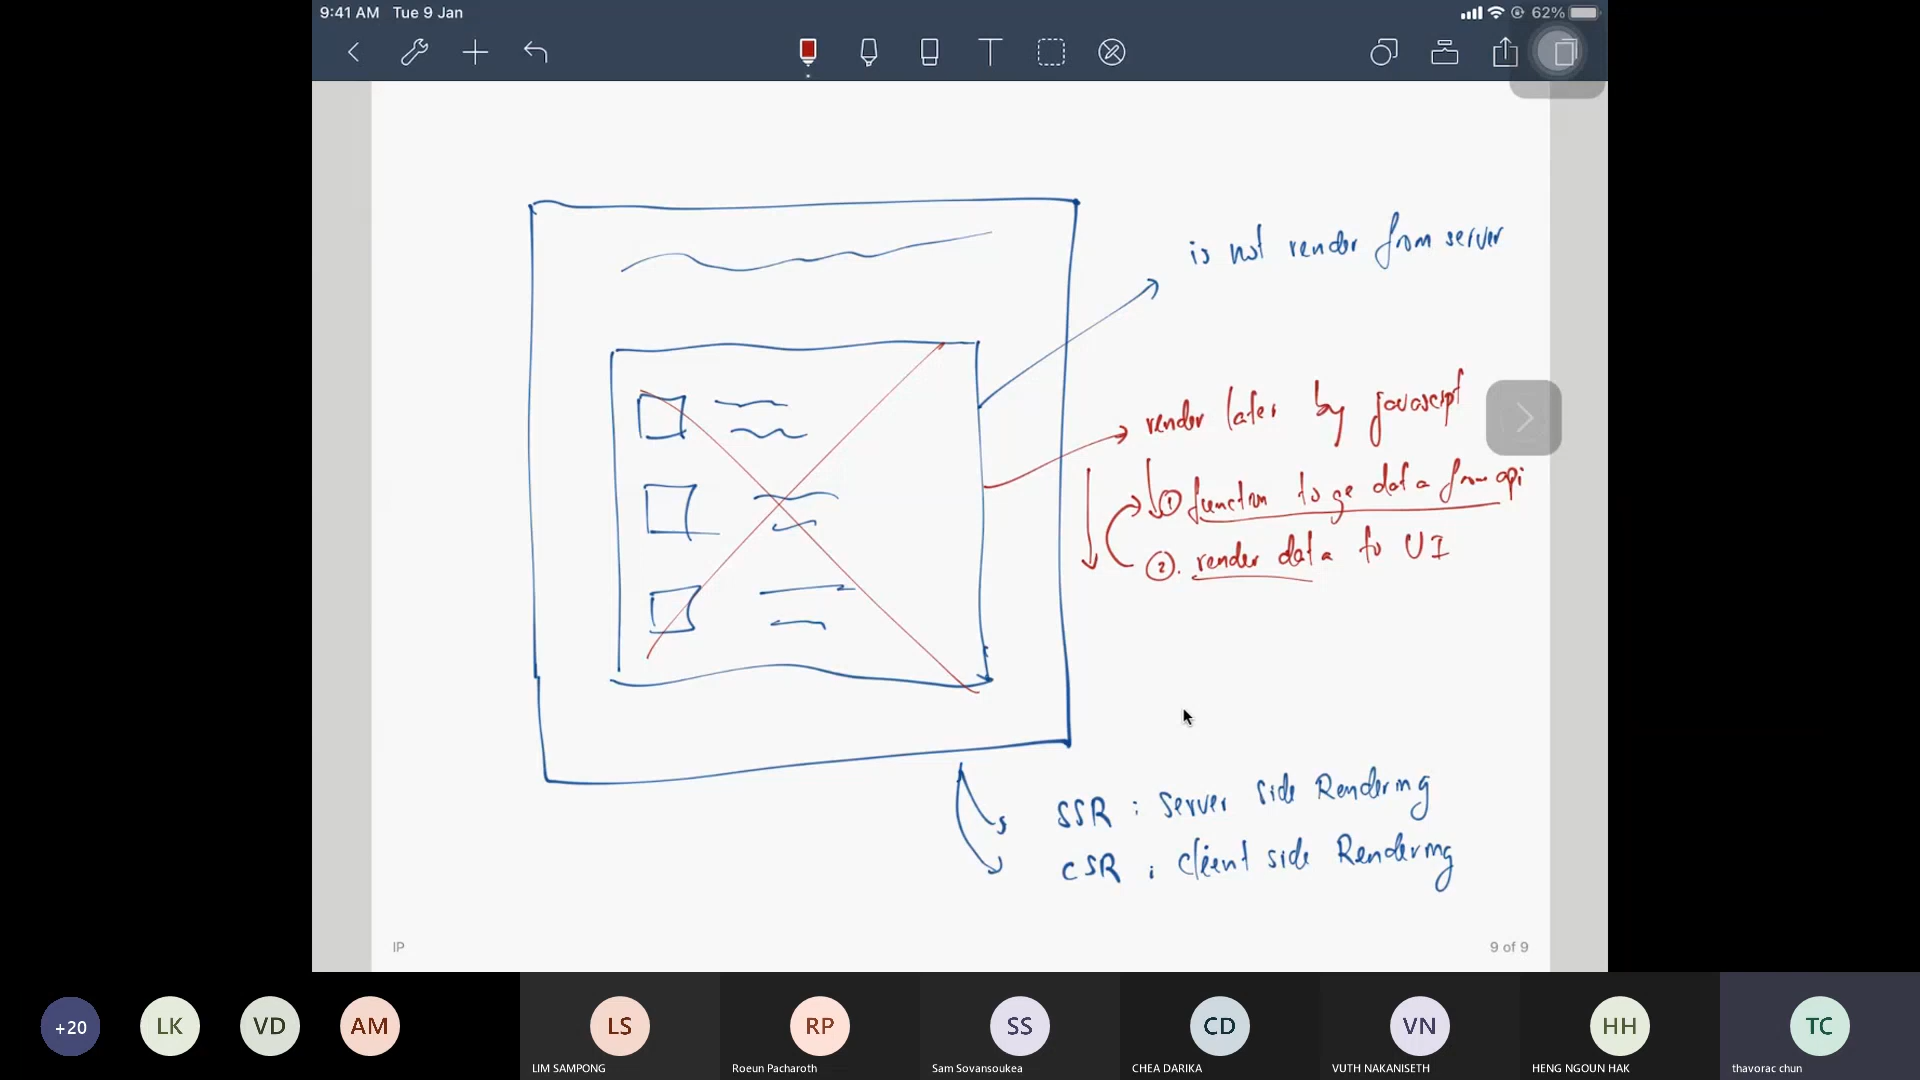 9:41 AM Tue 9 Jan
62%
is not render from server
render later by javascript
① function to ge data from api
②. render data to UI
SSR : Server Side Rendering
CSR : Client side Rendering
IP
9 of 9
+20
LK
VD
AM
LS
RP
SS
CD
VN
HH
TC
LIM SAMPONG
Roeun Pacharoth
Sam Sovansoukea
CHEA DARIKA
VUTH NAKANISETH
HENG NGOUN HAK
thavorac chun